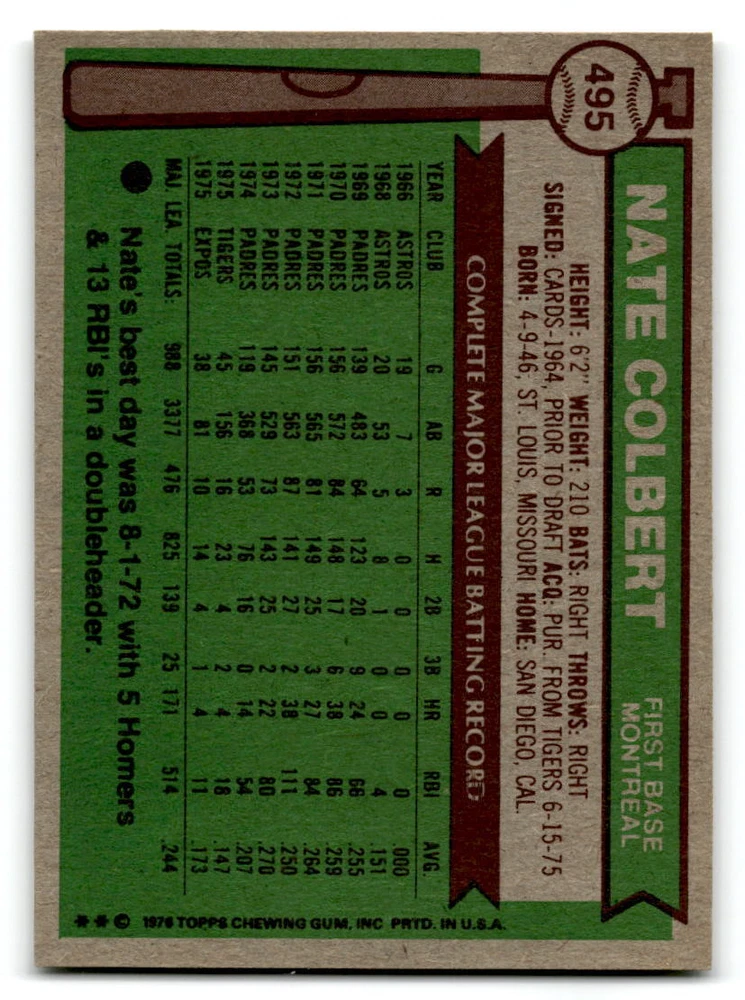 495
NATE COLBERT
FIRST BASE
MONTREAL
HEIGHT: 6'2" WEIGHT: 210 BATS: RIGHT THROWS: RIGHT
SIGNED: CARDS-1964, PRIOR TO DRAFT ACQ: PUR. FROM TIGERS 6-15-75
BORN: 4-9-46, ST. LOUIS, MISSOURI HOME: SAN DIEGO, CAL.
COMPLETE MAJOR LEAGUE BATTING RECORD
YEAR CLUB G AB R H 2B 3B HR RBI AVG.
1966 ASTROS 19 7 3 0 0 0 0 0 .000
1968 ASTROS 20 53 5 8 1 0 0 4 .151
1969 PADRES 139 483 64 123 20 9 24 66 .255
1970 PADRES 156 572 84 148 17 6 38 86 .259
1971 PADRES 156 565 81 149 25 3 27 84 .264
1972 PADRES 151 563 87 141 27 2 38 111 .250
1973 PADRES 145 529 73 143 25 2 22 80 .270
1974 PADRES 119 368 53 76 16 0 14 54 .207
1975 TIGERS 45 156 16 23 4 2 4 18 .147
1975 EXPOS 38 81 10 14 4 1 4 11 .173
MAJ. LEA. TOTALS: 988 3377 476 825 139 25 171 514 .244
Nate's best day was 8-1-72 with 5 Homers
& 13 RBI's in a doubleheader.
** © 1976 TOPPS CHEWING GUM, INC PRTD. IN U.S.A.